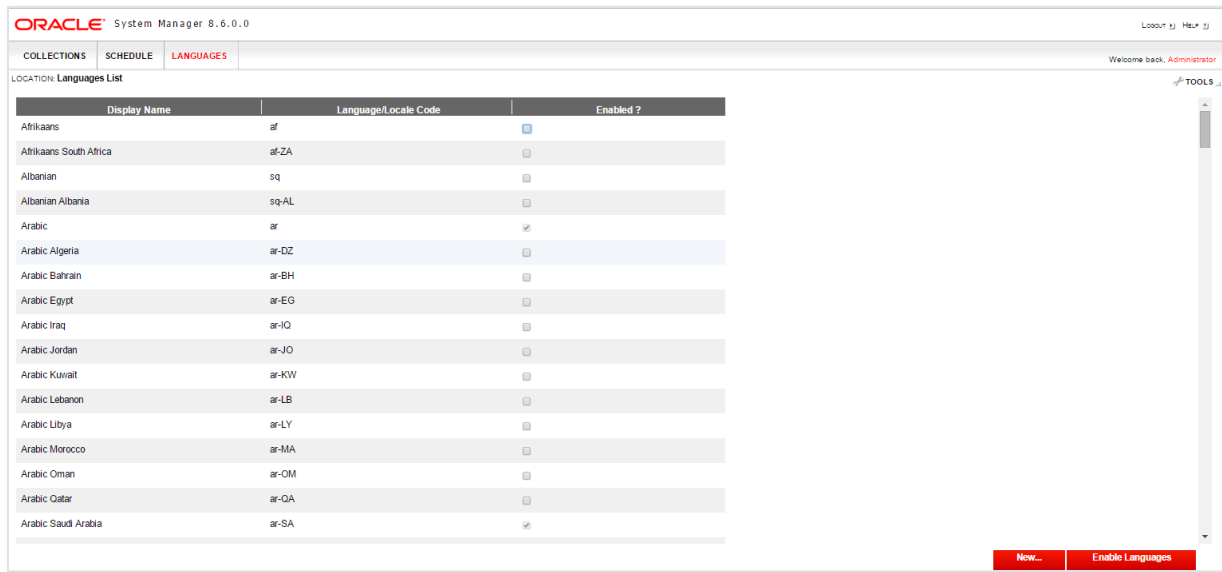 ORACLE System Manager 8.6.0.0
LOGOUT HELP
COLLECTIONS SCHEDULE LANGUAGES
Welcome back, Administrator
LOCATION: Languages List
TOOLS
Display Name Language/Locale Code Enabled ?
Afrikaans af
Afrikaans South Africa af-ZA
Albanian sq
Albanian Albania sq-AL
Arabic ar
Arabic Algeria ar-DZ
Arabic Bahrain ar-BH
Arabic Egypt ar-EG
Arabic Iraq ar-IQ
Arabic Jordan ar-JO
Arabic Kuwait ar-KW
Arabic Lebanon ar-LB
Arabic Libya ar-LY
Arabic Morocco ar-MA
Arabic Oman ar-OM
Arabic Qatar ar-QA
Arabic Saudi Arabia ar-SA
New... Enable Languages